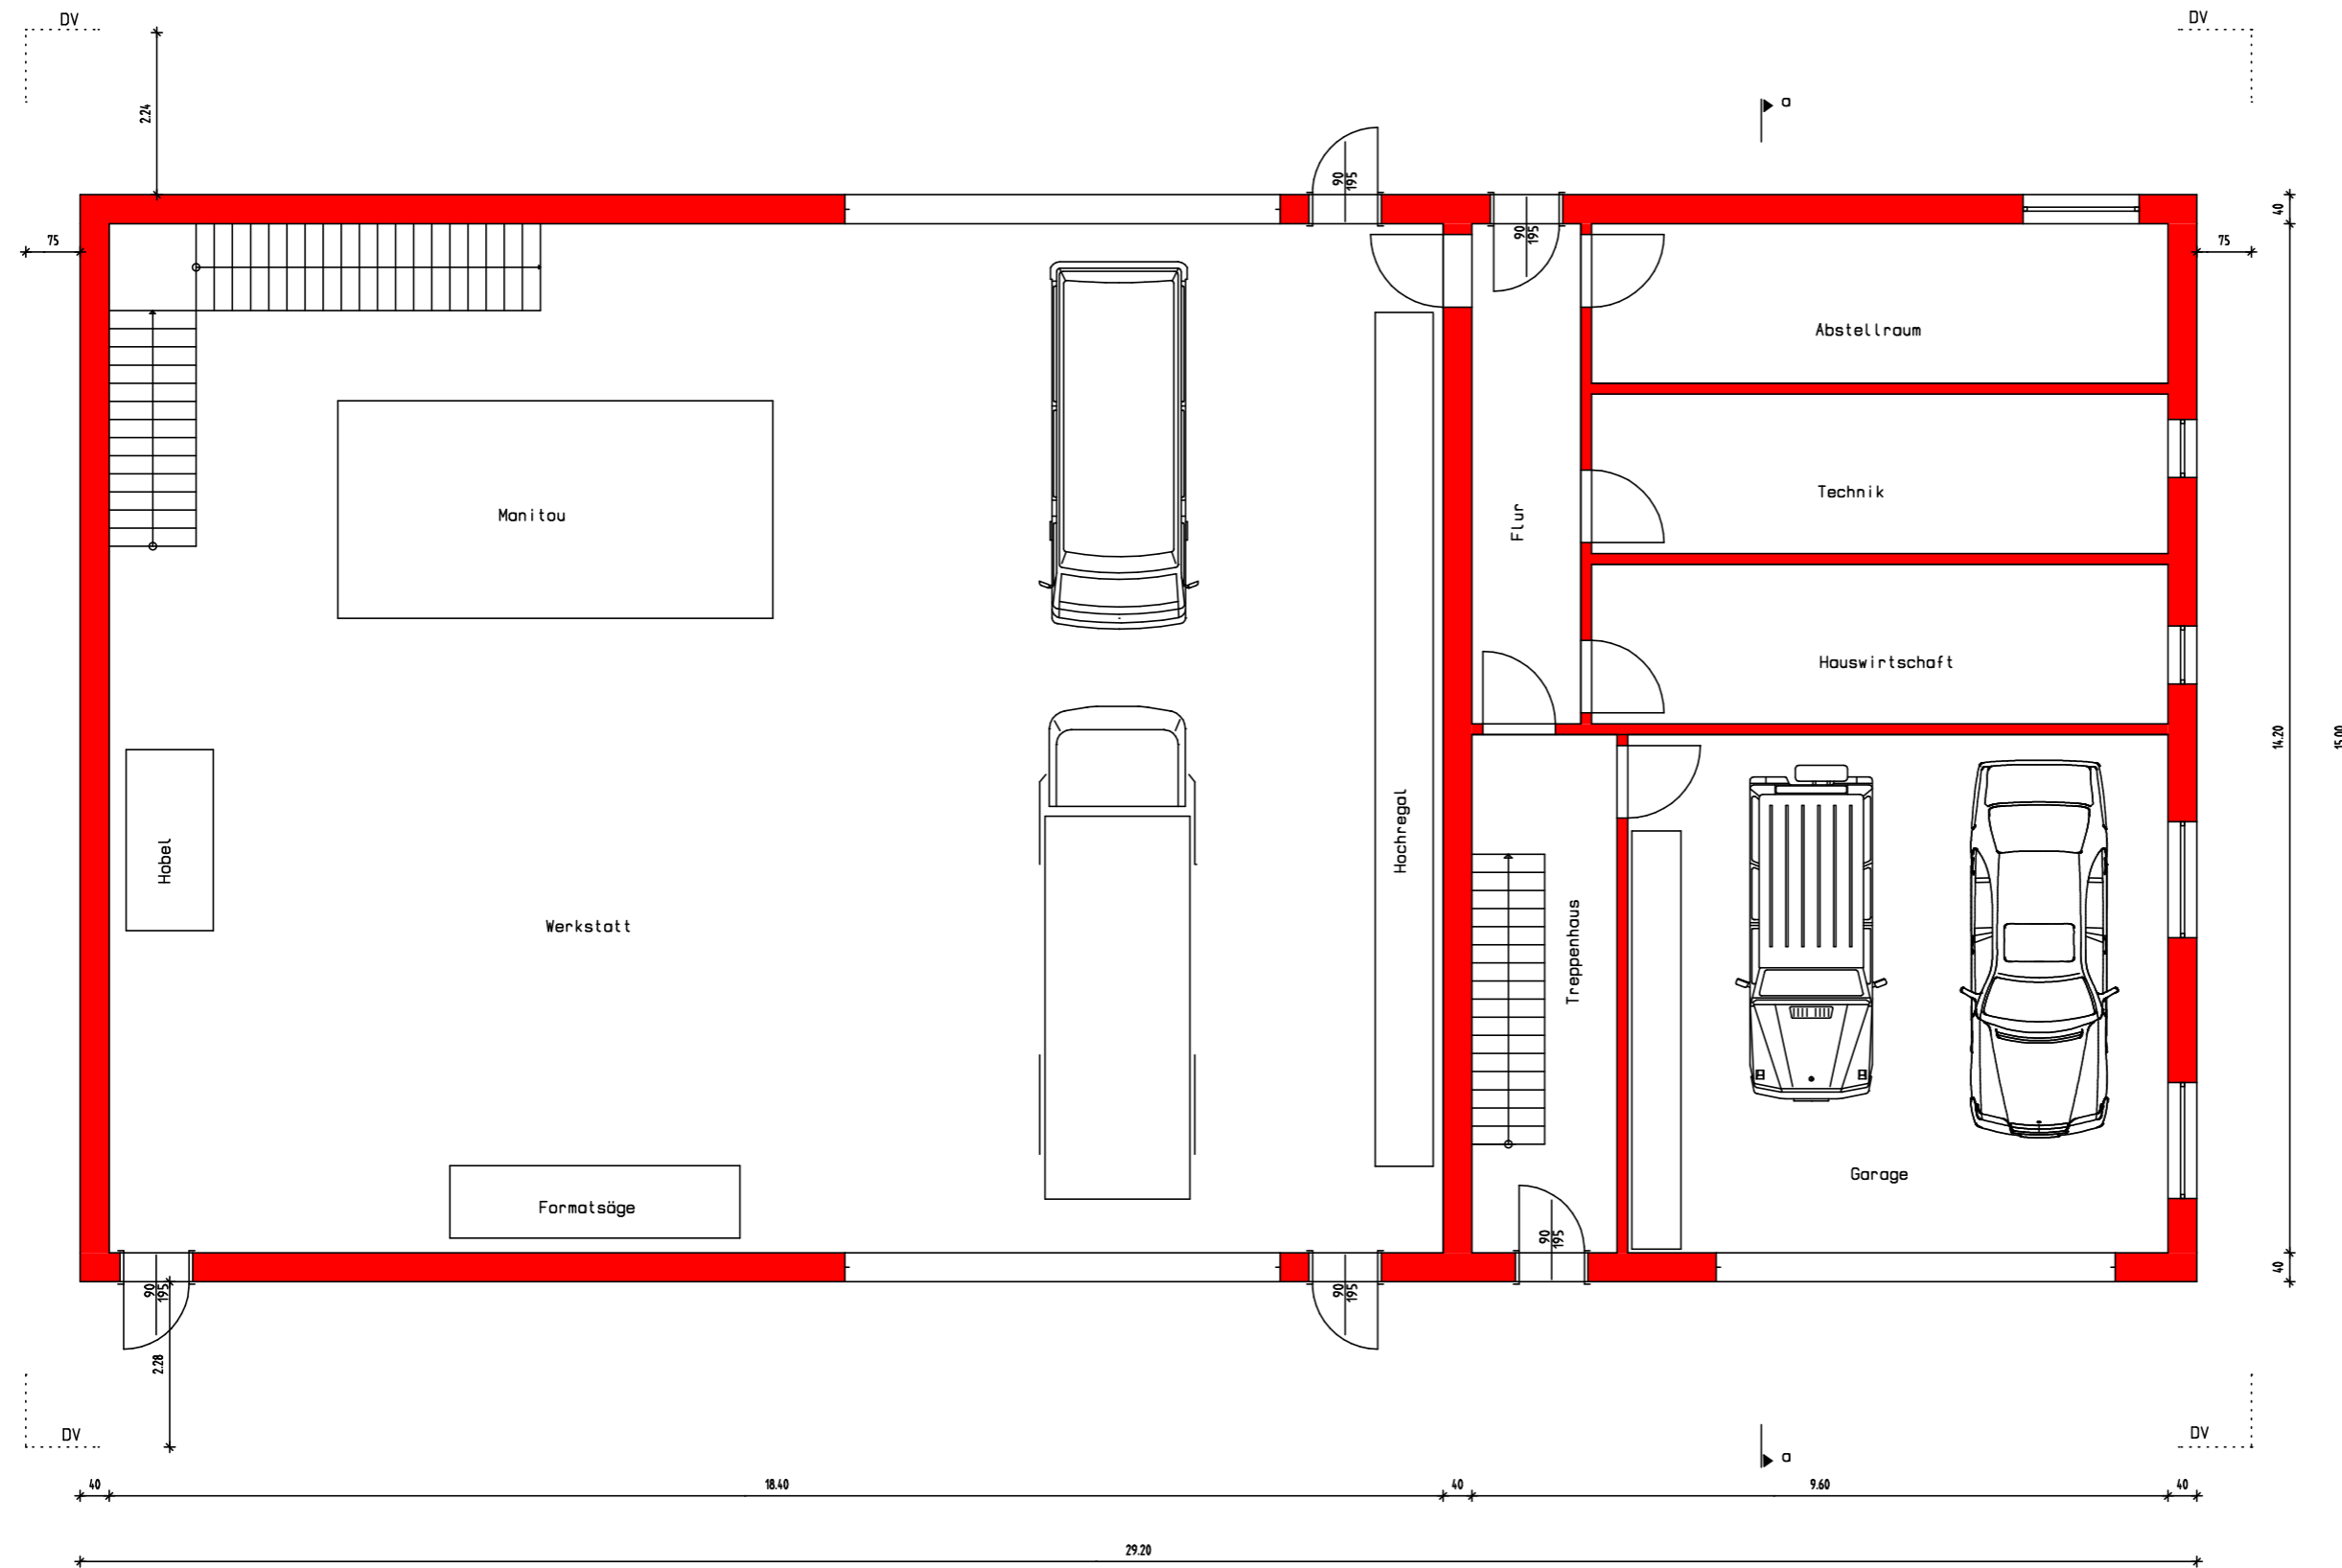 DV
DV
2.24
a
90
195
90
195
40
75
75
Abstellraum
Technik
Manitou
Flur
Hauswirtschaft
14.20
15.00
Hobel
Hochregal
Werkstatt
Treppenhaus
Garage
Formatsäge
90
195
90
195
90
195
40
2.28
DV
DV
a
40
18.40
40
9.60
40
29.20